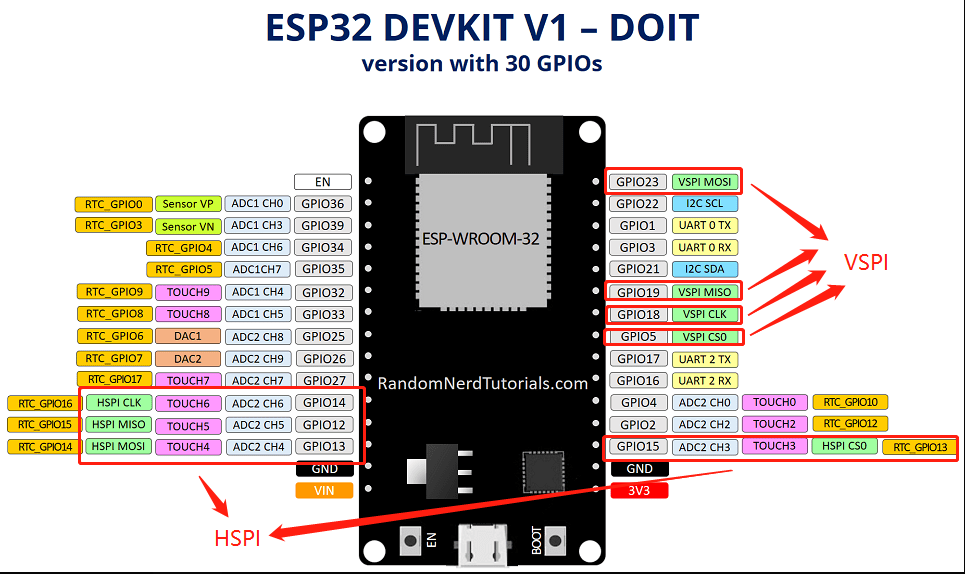 ESP32 DEVKIT V1 – DOIT
version with 30 GPIOs
EN
GPIO23 VSPI MOSI
RTC_GPIO0 Sensor VP ADC1 CH0 GPIO36
GPIO22 I2C SCL
RTC_GPIO3 Sensor VN ADC1 CH3 GPIO39
GPIO1 UART 0 TX
RTC_GPIO4 ADC1 CH6 GPIO34
GPIO3 UART 0 RX
ESP-WROOM-32
RTC_GPIO5 ADC1CH7 GPIO35
GPIO21 I2C SDA
VSPI
RTC_GPIO9 TOUCH9 ADC1 CH4 GPIO32
GPIO19 VSPI MISO
RTC_GPIO8 TOUCH8 ADC1 CH5 GPIO33
GPIO18 VSPI CLK
RTC_GPIO6 DAC1 ADC2 CH8 GPIO25
GPIO5 VSPI CS0
RTC_GPIO7 DAC2 ADC2 CH9 GPIO26
GPIO17 UART 2 TX
RTC_GPIO17 TOUCH7 ADC2 CH7 GPIO27
GPIO16 UART 2 RX
RandomNerdTutorials.com
RTC_GPIO16 HSPI CLK TOUCH6 ADC2 CH6 GPIO14
GPIO4 ADC2 CH0 TOUCH0 RTC_GPIO10
RTC_GPIO15 HSPI MISO TOUCH5 ADC2 CH5 GPIO12
GPIO2 ADC2 CH2 TOUCH2 RTC_GPIO12
RTC_GPIO14 HSPI MOSI TOUCH4 ADC2 CH4 GPIO13
GPIO15 ADC2 CH3 TOUCH3 HSPI CS0 RTC_GPIO13
GND
GND
VIN
3V3
HSPI
EN
BOOT